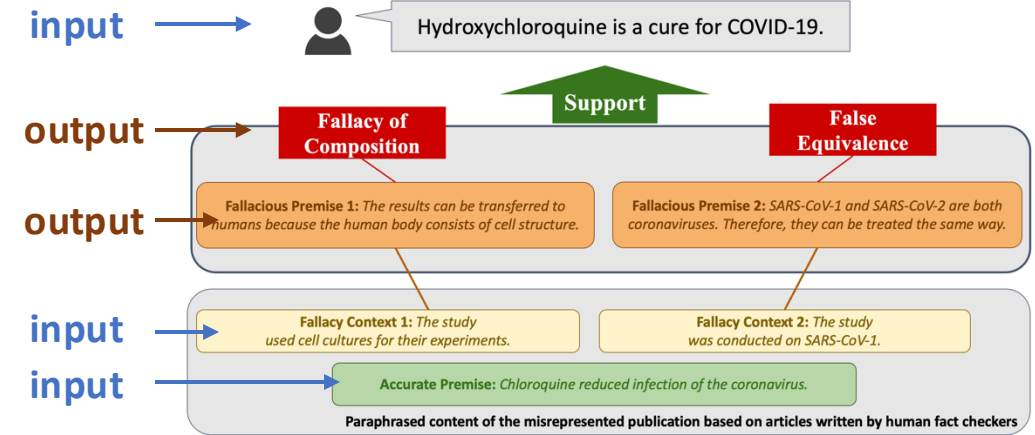 input
Hydroxychloroquine is a cure for COVID-19.
Support
output
Fallacy of
Composition
False
Equivalence
output
Fallacious Premise 1: The results can be transferred to
humans because the human body consists of cell structure.
Fallacious Premise 2: SARS-CoV-1 and SARS-CoV-2 are both
coronaviruses. Therefore, they can be treated the same way.
input
Fallacy Context 1: The study
used cell cultures for their experiments.
Fallacy Context 2: The study
was conducted on SARS-CoV-1.
input
Accurate Premise: Chloroquine reduced infection of the coronavirus.
Paraphrased content of the misrepresented publication based on articles written by human fact checkers